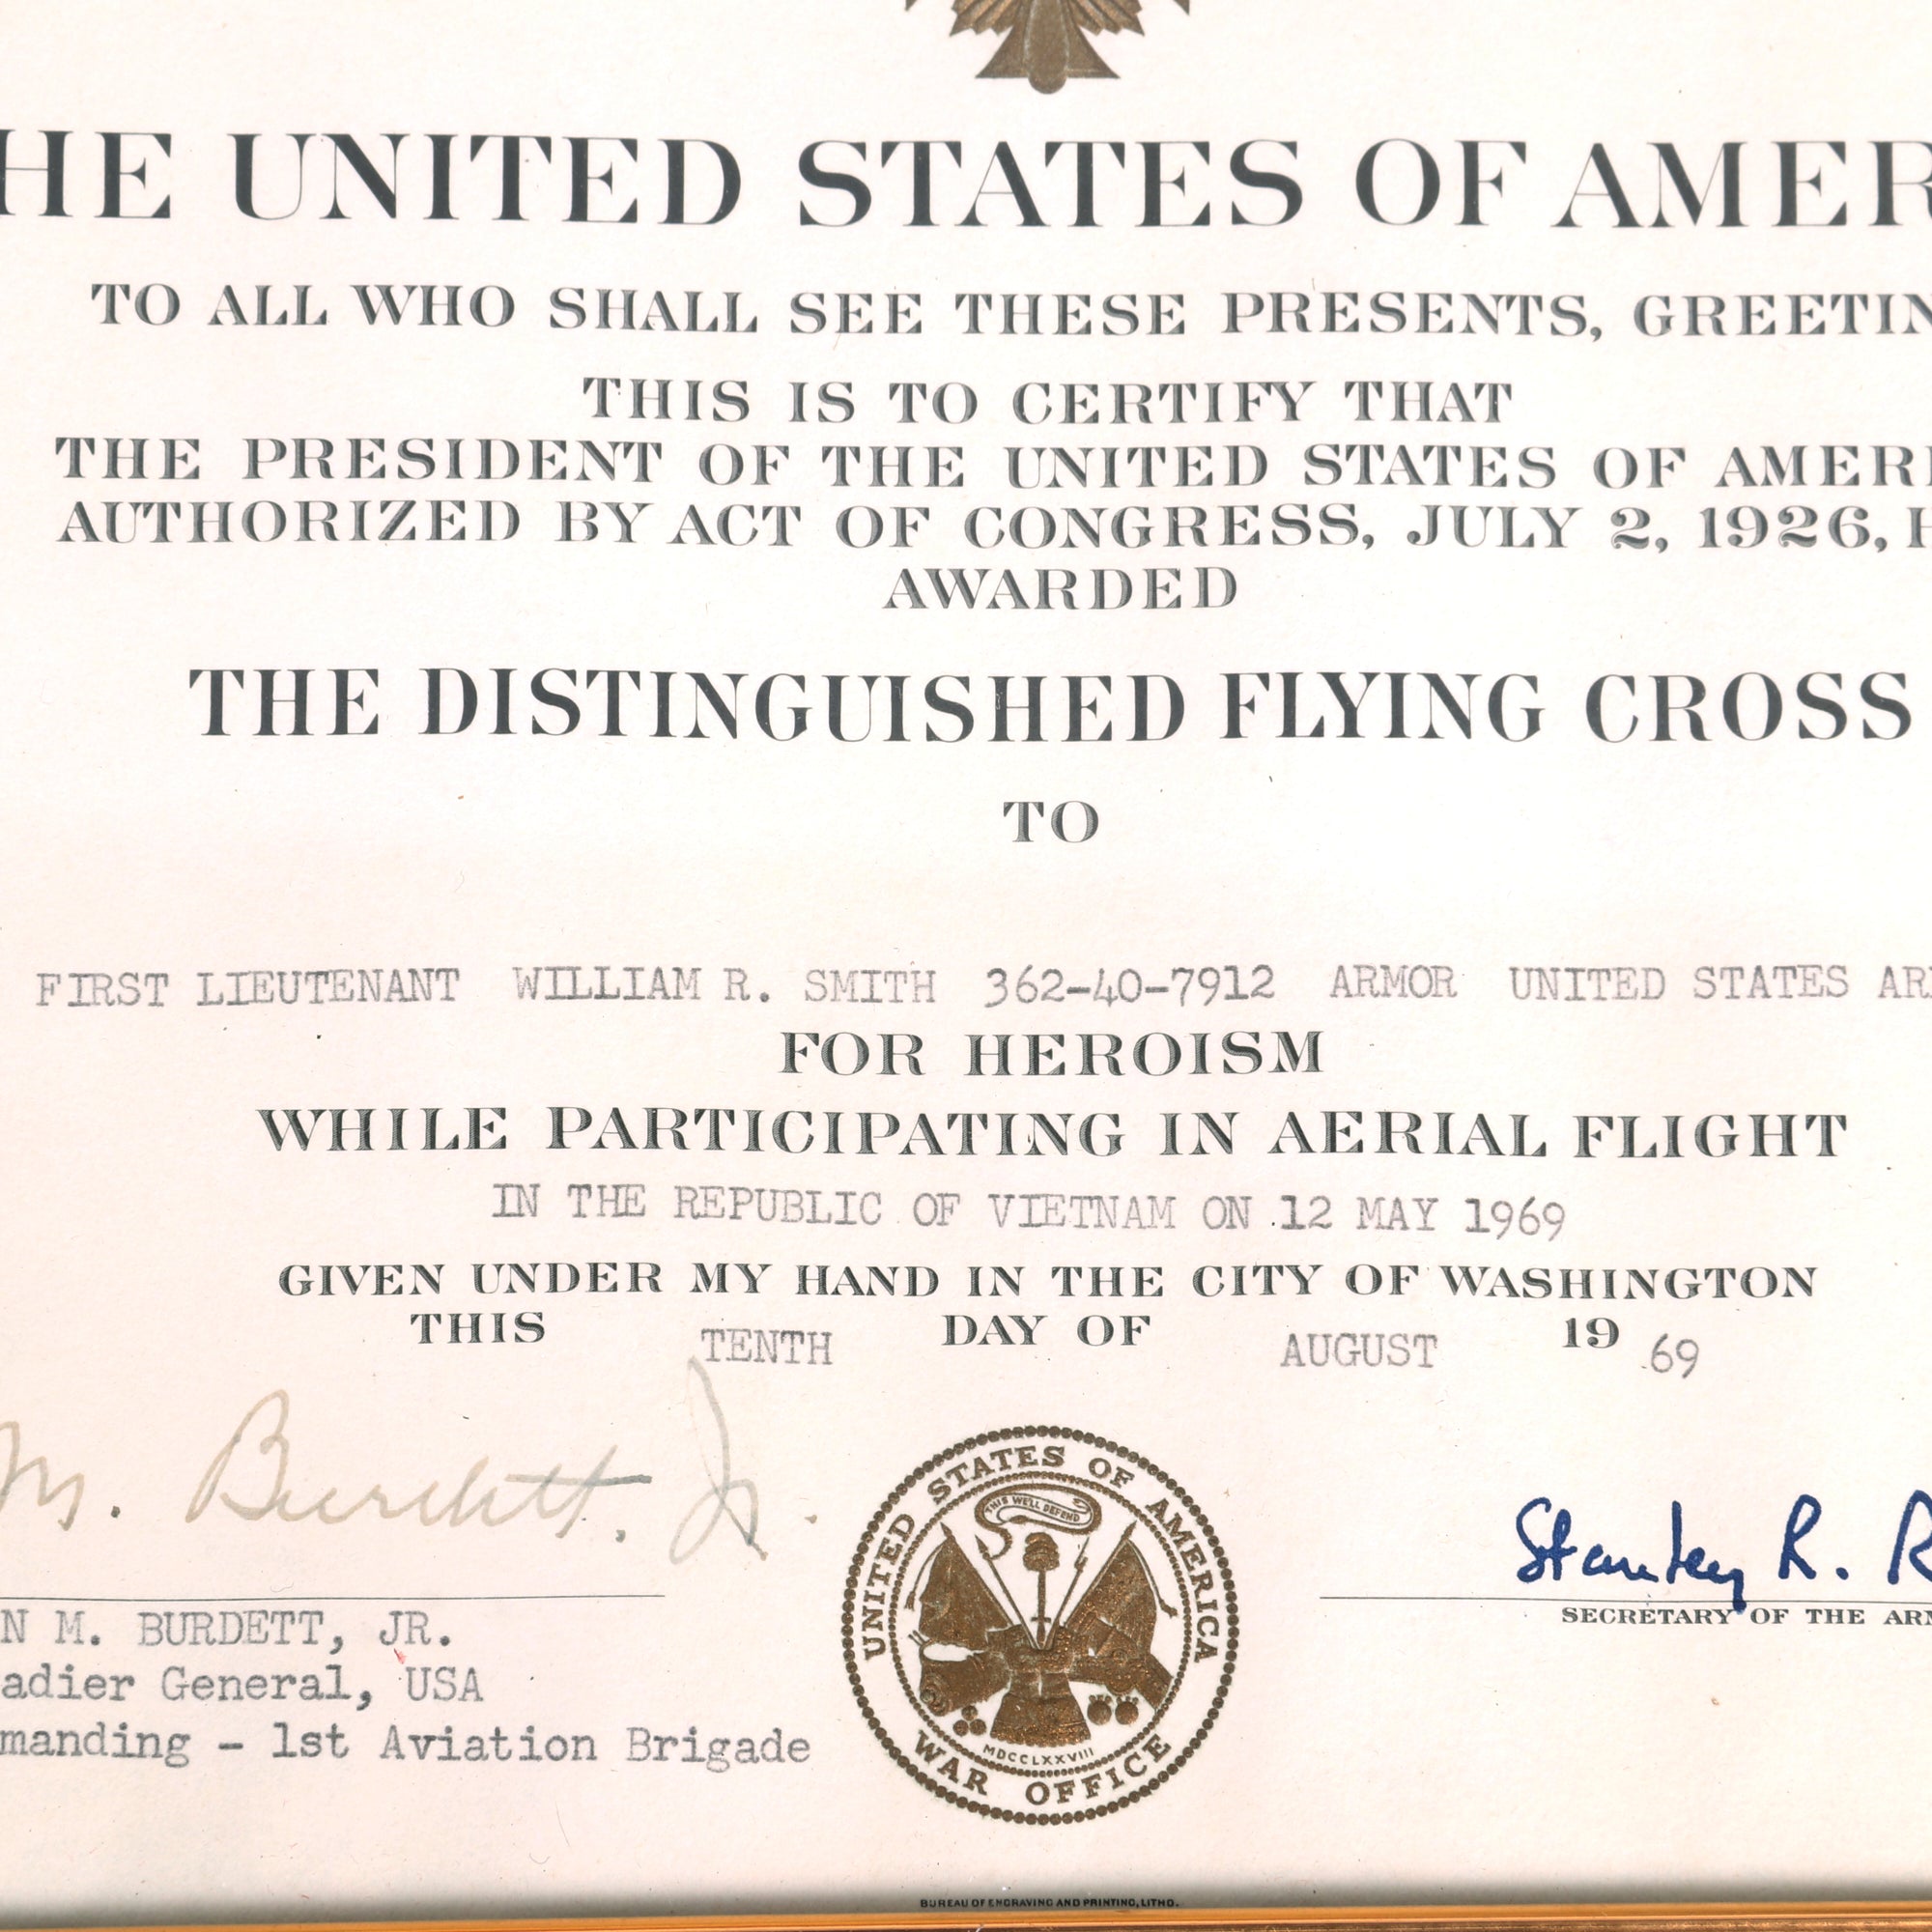 HE UNITED STATES OF AMER
TO ALL WHO SHALL SEE THESE PRESENTS, GREETIN
THIS IS TO CERTIFY THAT
THE PRESIDENT OF THE UNITED STATES OF AMERI
AUTHORIZED BY ACT OF CONGRESS, JULY 2, 1926, H
AWARDED
THE DISTINGUISHED FLYING CROSS
TO
FIRST LIEUTENANT WILLIAM R. SMITH 362-40-7912 ARMOR UNITED STATES AR
FOR HEROISM
WHILE PARTICIPATING IN AERIAL FLIGHT
IN THE REPUBLIC OF VIETNAM ON 12 MAY 1969
GIVEN UNDER MY HAND IN THE CITY OF WASHINGTON
THIS TENTH DAY OF AUGUST 19 69
M. Burdett. Jr.
N M. BURDETT, JR.
adier General, USA
manding - 1st Aviation Brigade
UNITED STATES OF AMERICA
THIS WE'LL DEFEND
MDCCLXXVIII
WAR OFFICE
Stanley R. R
SECRETARY OF THE ARM
BUREAU OF ENGRAVING AND PRINTING, LITHO.